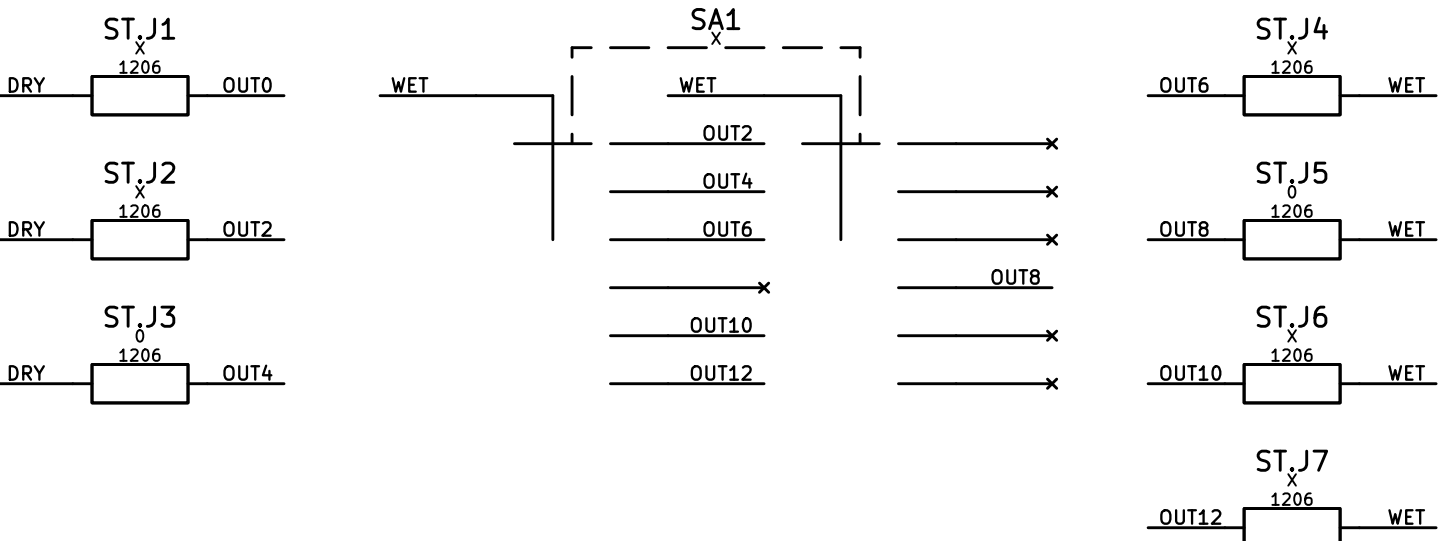 ST.J1
X
1206
DRY OUT0
ST.J2
X
1206
DRY OUT2
ST.J3
0
1206
DRY OUT4
SA1
X
WET WET
OUT2
OUT4
OUT6
OUT8
OUT10
OUT12
ST.J4
X
1206
OUT6 WET
ST.J5
0
1206
OUT8 WET
ST.J6
X
1206
OUT10 WET
ST.J7
X
1206
OUT12 WET